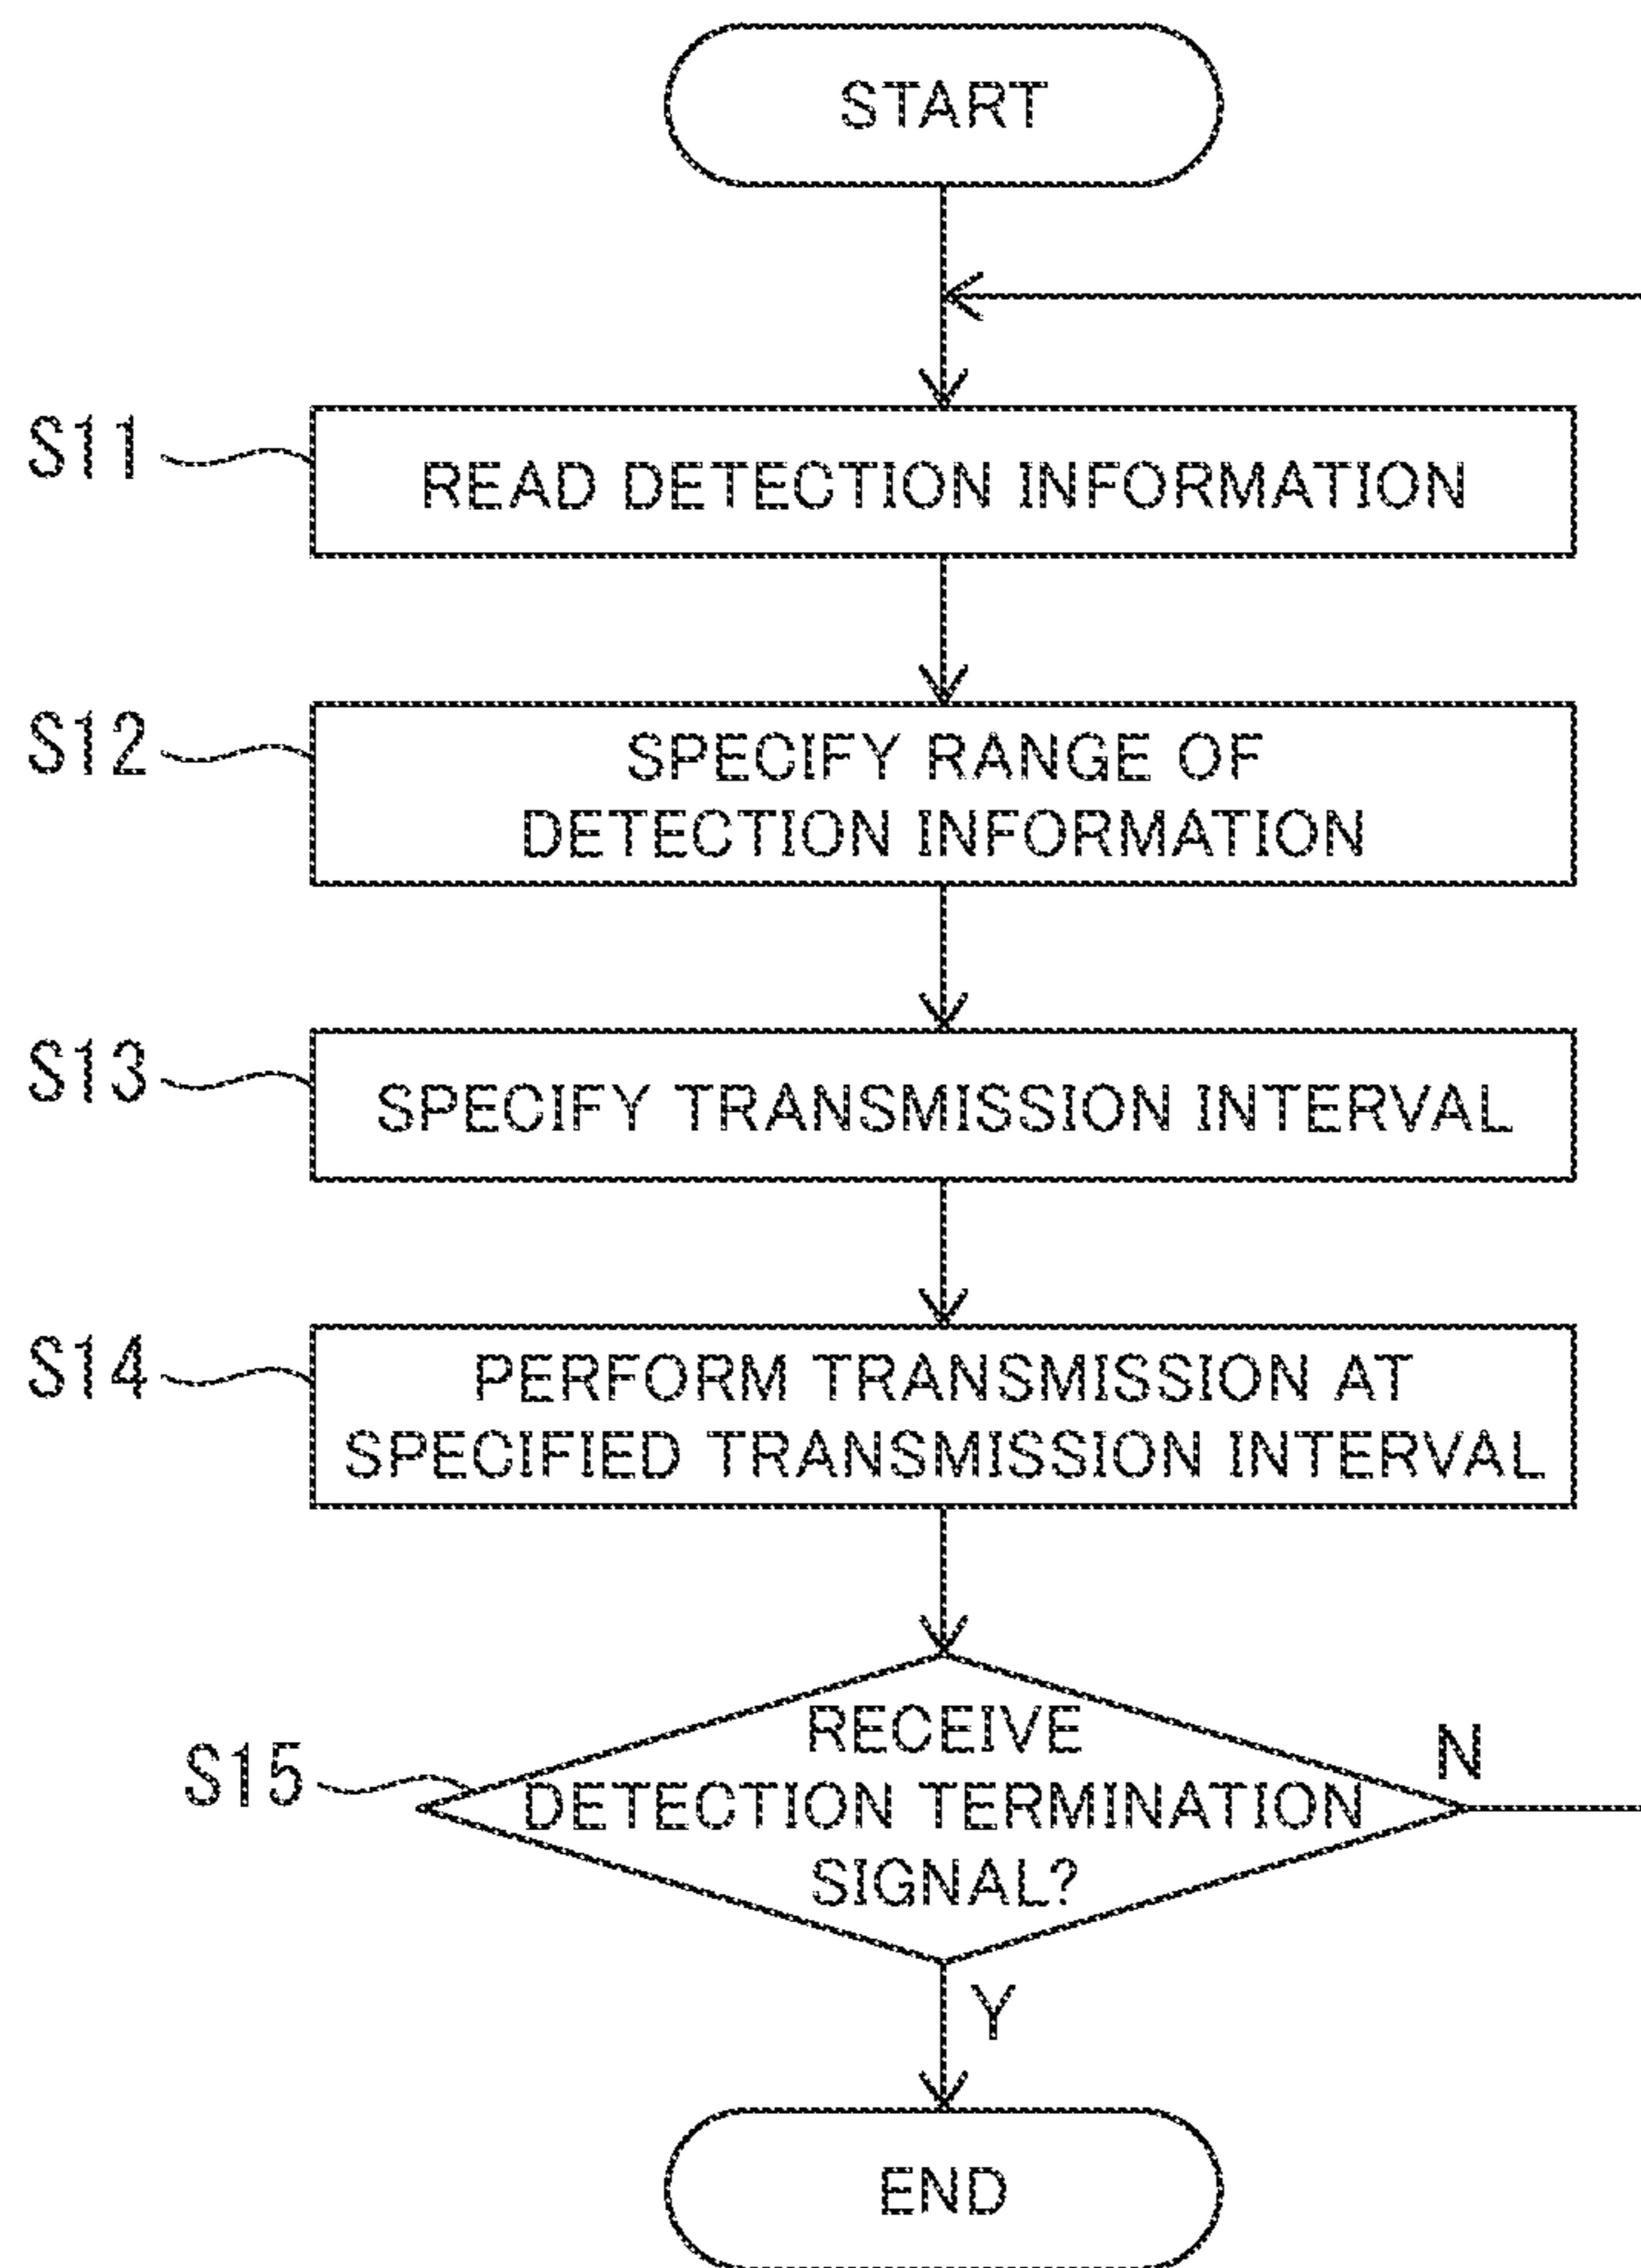 START
S11
READ DETECTION INFORMATION
S12
SPECIFY RANGE OF
DETECTION INFORMATION
S13
SPECIFY TRANSMISSION INTERVAL
S14
PERFORM TRANSMISSION AT
SPECIFIED TRANSMISSION INTERVAL
S15
RECEIVE
DETECTION TERMINATION
SIGNAL?
N
Y
END